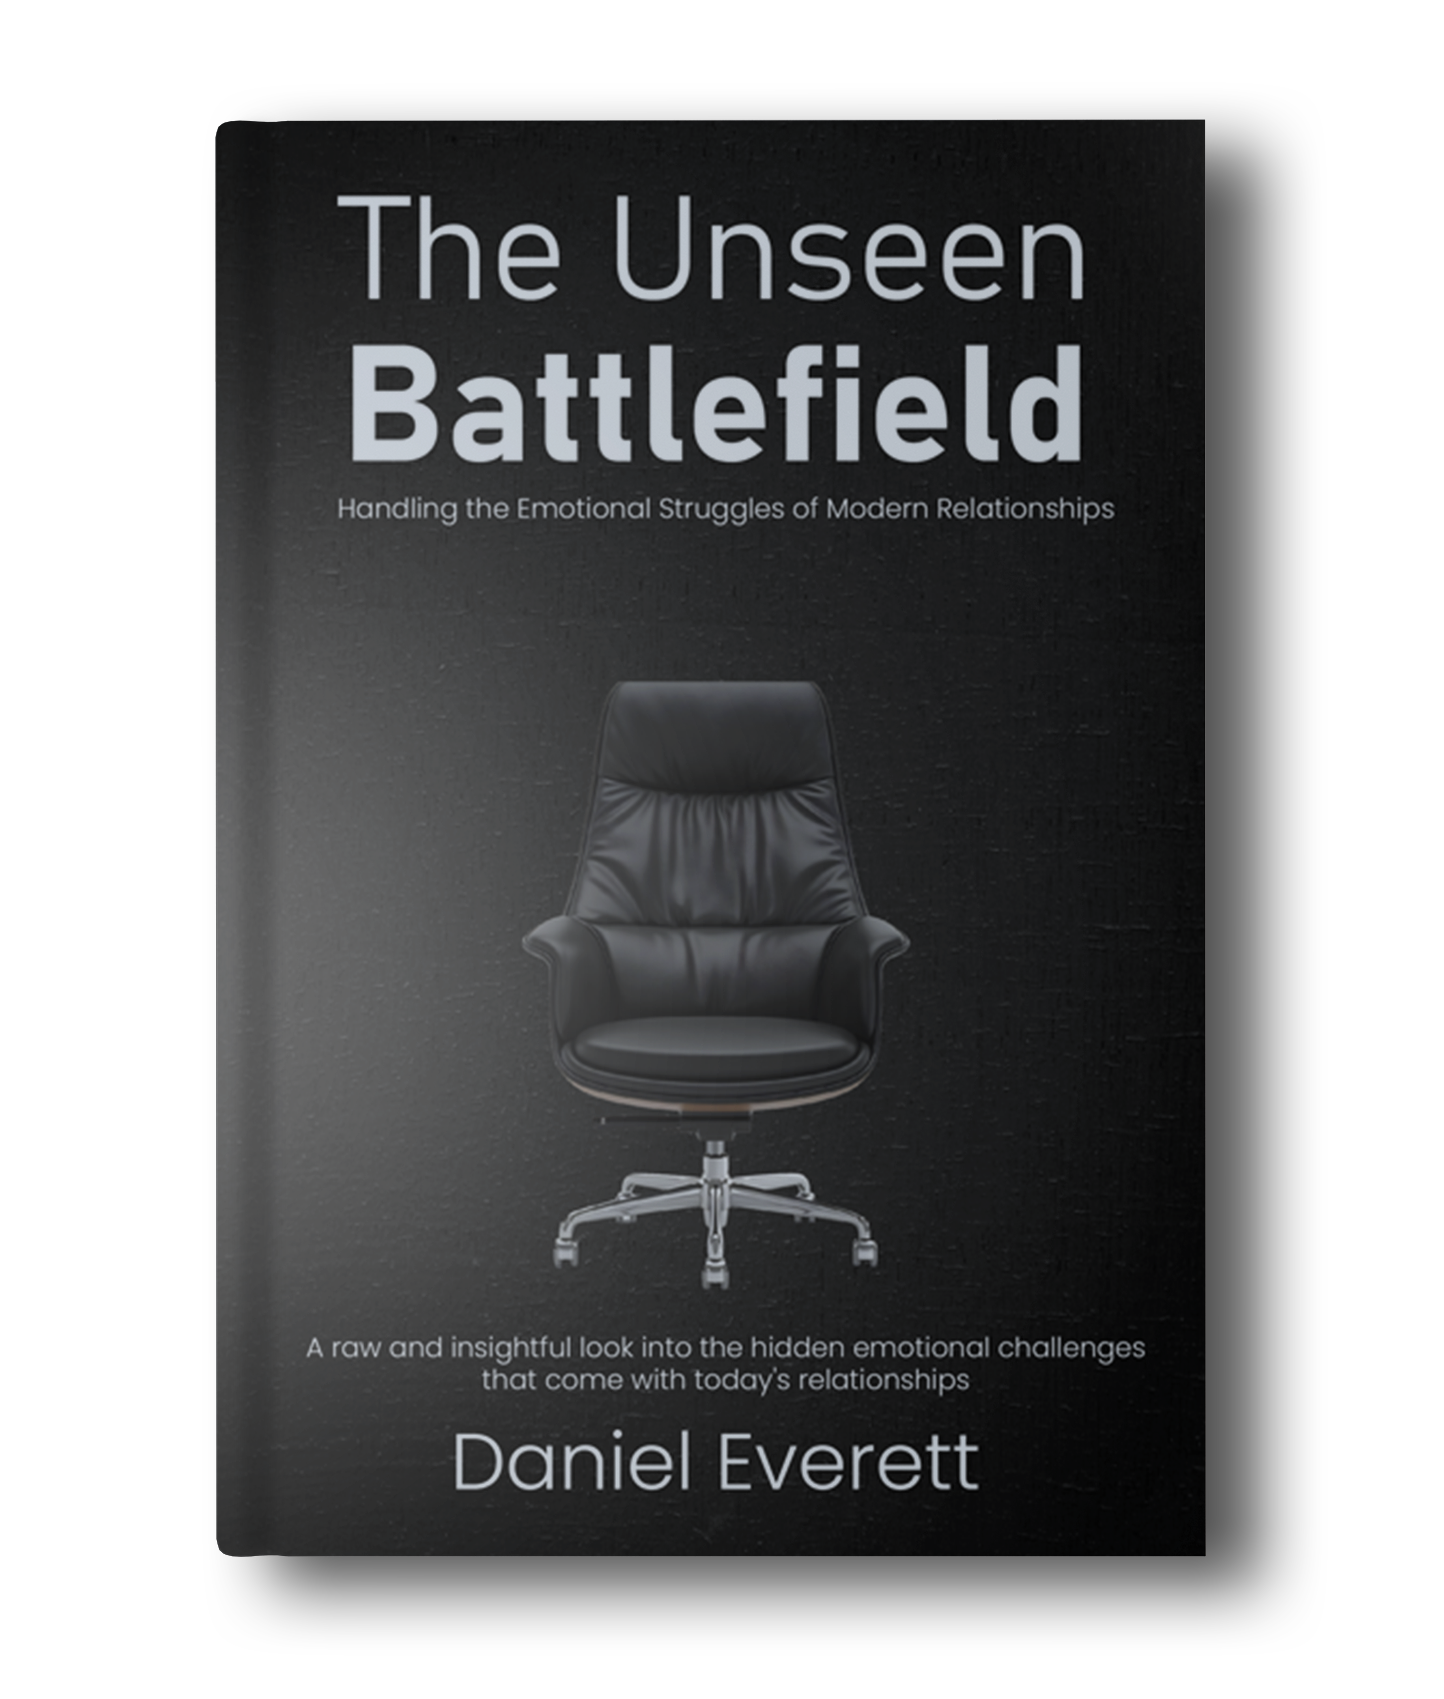 The Unseen
Battlefield
Handling the Emotional Struggles of Modern Relationships
A raw and insightful look into the hidden emotional challenges
that come with today's relationships
Daniel Everett